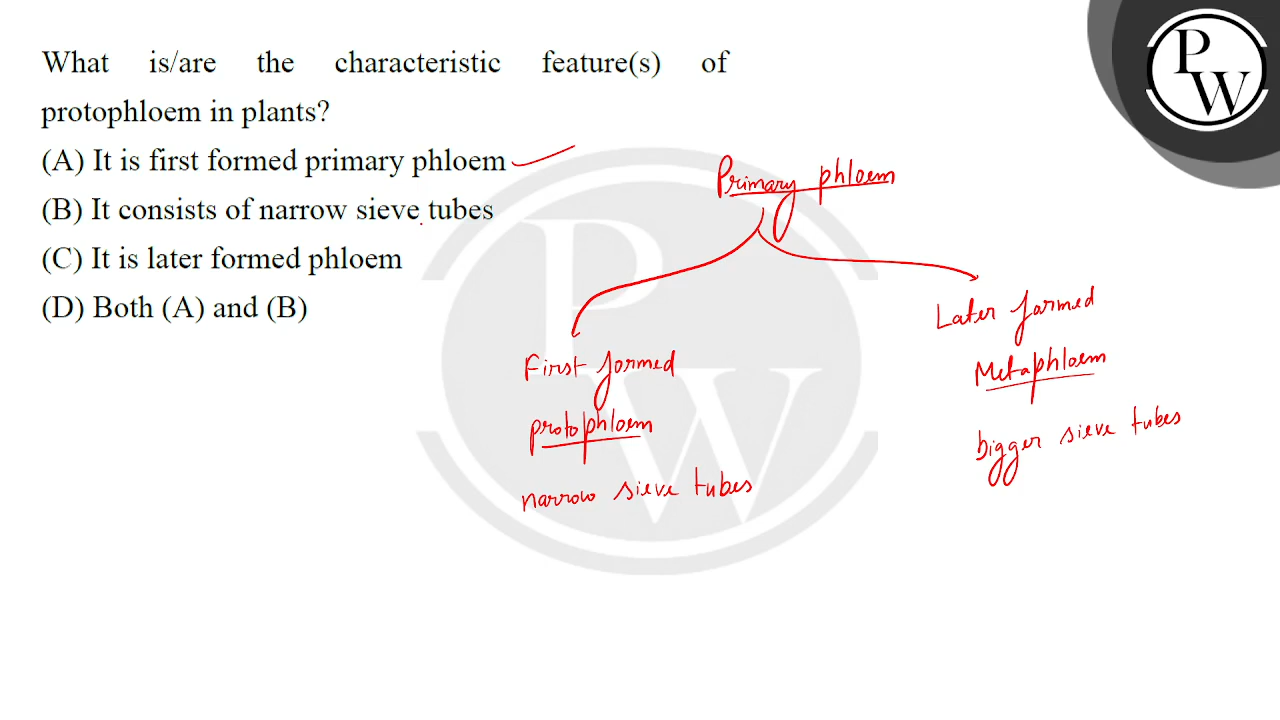 What is/are the characteristic feature(s) of
protophloem in plants?
(A) It is first formed primary phloem
(B) It consists of narrow sieve tubes
(C) It is later formed phloem
(D) Both (A) and (B)
Primary phloem
First formed
protophloem
narrow sieve tubes
Later formed
Metaphloem
bigger sieve tubes
P
W
P
W